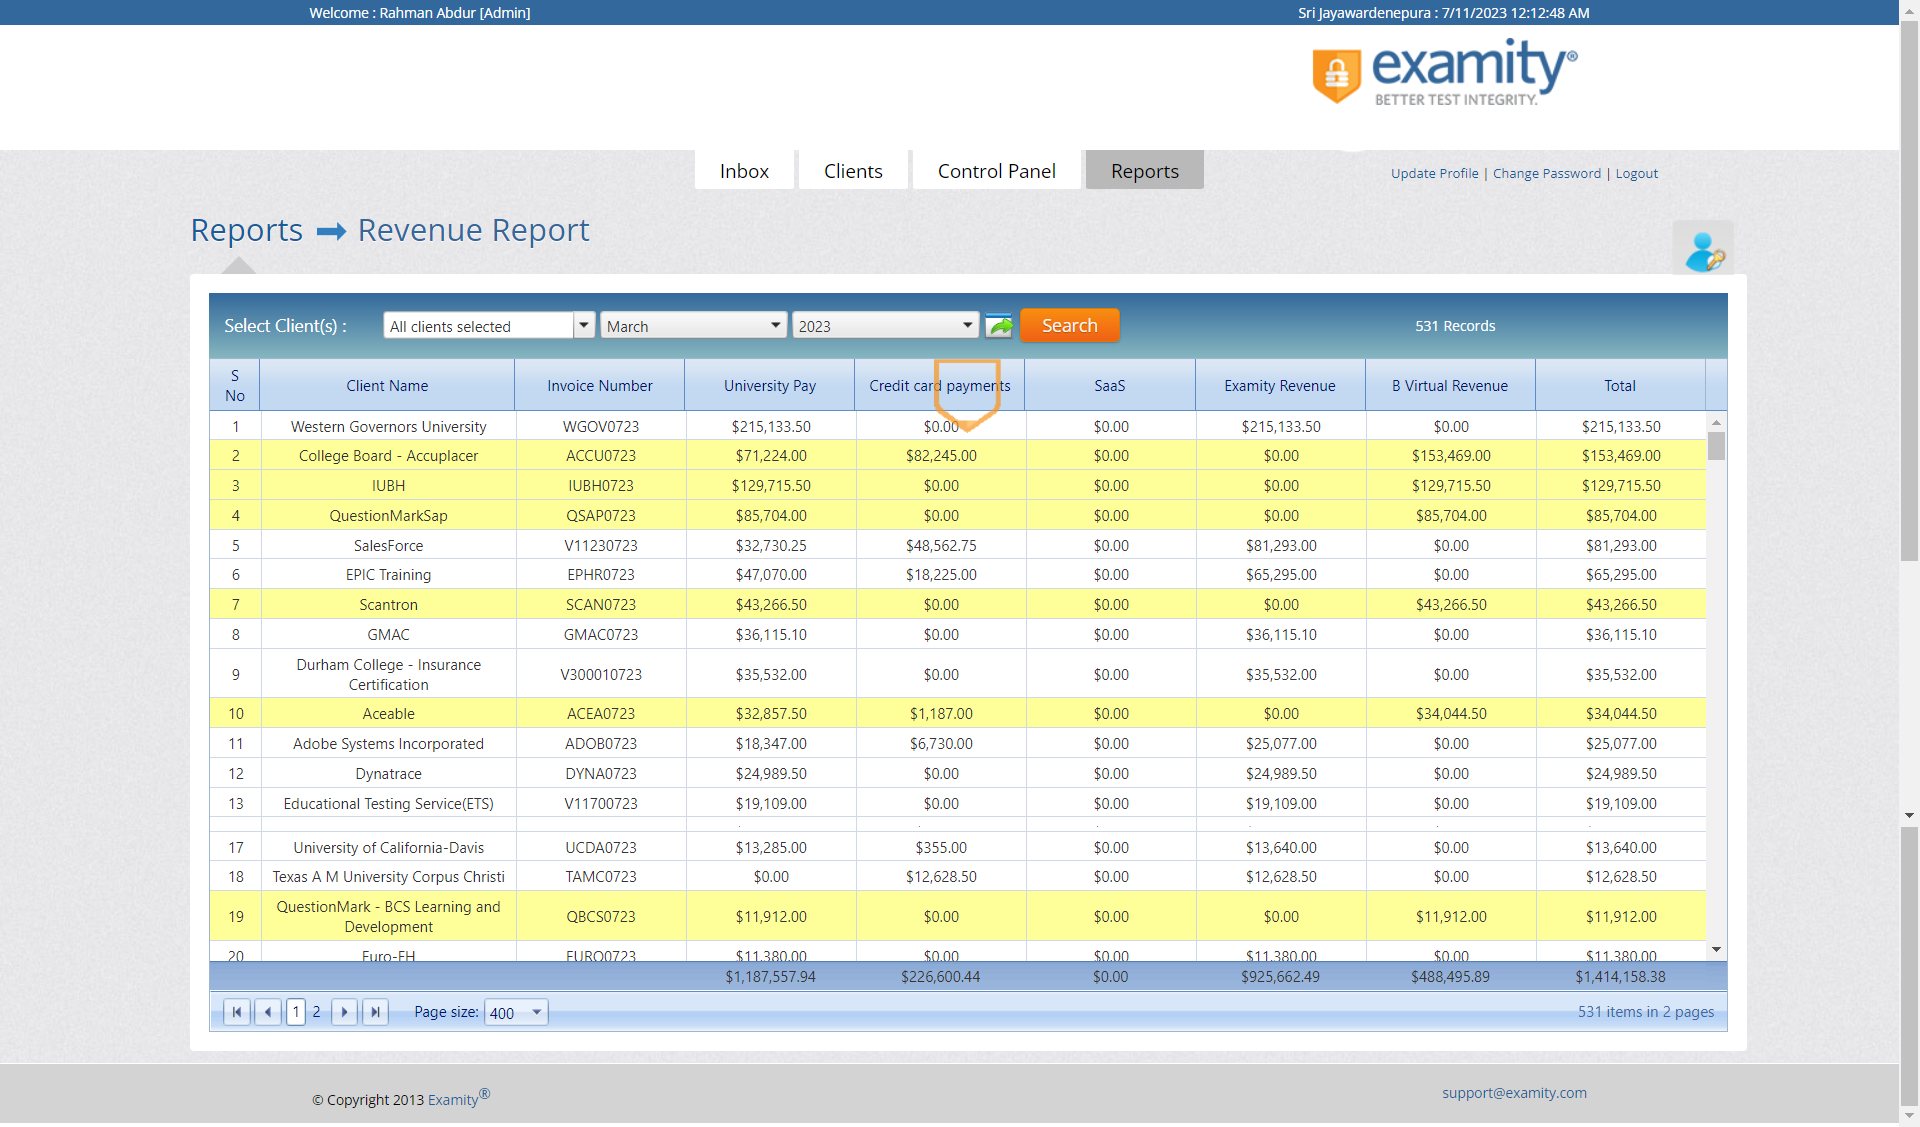 Welcome : Rahman Abdur [Admin] Sri Jayawardenepura : 7/11/2023 12:12:48 AM
examity®
BETTER TEST INTEGRITY.
Inbox Clients Control Panel Reports
Update Profile | Change Password | Logout
Reports Revenue Report
Select Client(s) : All clients selected March 2023 Search 531 Records
S No Client Name Invoice Number University Pay Credit card payments SaaS Examity Revenue B Virtual Revenue Total
1 Western Governors University WGOV0723 $215,133.50 $0.00 $0.00 $215,133.50 $0.00 $215,133.50
2 College Board - Accuplacer ACCU0723 $71,224.00 $82,245.00 $0.00 $0.00 $153,469.00 $153,469.00
3 IUBH IUBH0723 $129,715.50 $0.00 $0.00 $0.00 $129,715.50 $129,715.50
4 QuestionMarkSap QSAP0723 $85,704.00 $0.00 $0.00 $0.00 $85,704.00 $85,704.00
5 SalesForce V11230723 $32,730.25 $48,562.75 $0.00 $81,293.00 $0.00 $81,293.00
6 EPIC Training EPHR0723 $47,070.00 $18,225.00 $0.00 $65,295.00 $0.00 $65,295.00
7 Scantron SCAN0723 $43,266.50 $0.00 $0.00 $0.00 $43,266.50 $43,266.50
8 GMAC GMAC0723 $36,115.10 $0.00 $0.00 $36,115.10 $0.00 $36,115.10
9 Durham College - Insurance Certification V300010723 $35,532.00 $0.00 $0.00 $35,532.00 $0.00 $35,532.00
10 Aceable ACEA0723 $32,857.50 $1,187.00 $0.00 $0.00 $34,044.50 $34,044.50
11 Adobe Systems Incorporated ADOB0723 $18,347.00 $6,730.00 $0.00 $25,077.00 $0.00 $25,077.00
12 Dynatrace DYNA0723 $24,989.50 $0.00 $0.00 $24,989.50 $0.00 $24,989.50
13 Educational Testing Service(ETS) V11700723 $19,109.00 $0.00 $0.00 $19,109.00 $0.00 $19,109.00
17 University of California-Davis UCDA0723 $13,285.00 $355.00 $0.00 $13,640.00 $0.00 $13,640.00
18 Texas A M University Corpus Christi TAMC0723 $0.00 $12,628.50 $0.00 $12,628.50 $0.00 $12,628.50
19 QuestionMark - BCS Learning and Development QBCS0723 $11,912.00 $0.00 $0.00 $0.00 $11,912.00 $11,912.00
20 Euro-FH EURO0723 $11,380.00 $0.00 $0.00 $11,380.00 $0.00 $11,380.00
$1,187,557.94 $226,600.44 $0.00 $925,662.49 $488,495.89 $1,414,158.38
1 2 Page size: 400 531 items in 2 pages
© Copyright 2013 Examity® support@examity.com